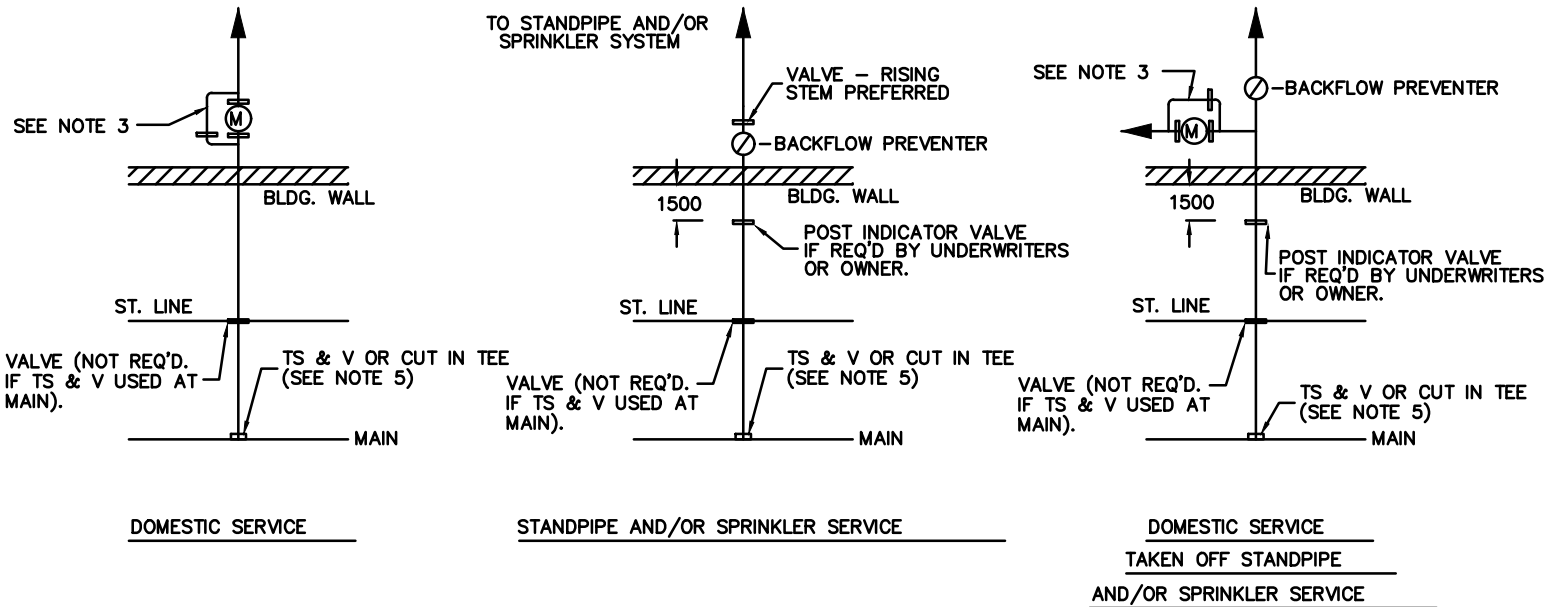 SEE NOTE 3
M
BLDG. WALL
ST. LINE
VALVE (NOT REQ'D.
IF TS & V USED AT
MAIN).
TS & V OR CUT IN TEE
(SEE NOTE 5)
MAIN
DOMESTIC SERVICE
TO STANDPIPE AND/OR
SPRINKLER SYSTEM
VALVE – RISING
STEM PREFERRED
BACKFLOW PREVENTER
BLDG. WALL
1500
POST INDICATOR VALVE
IF REQ'D BY UNDERWRITERS
OR OWNER.
ST. LINE
VALVE (NOT REQ'D.
IF TS & V USED AT
MAIN).
TS & V OR CUT IN TEE
(SEE NOTE 5)
MAIN
STANDPIPE AND/OR SPRINKLER SERVICE
SEE NOTE 3
M
BACKFLOW PREVENTER
BLDG. WALL
1500
POST INDICATOR VALVE
IF REQ'D BY UNDERWRITERS
OR OWNER.
ST. LINE
VALVE (NOT REQ'D.
IF TS & V USED AT
MAIN).
TS & V OR CUT IN TEE
(SEE NOTE 5)
MAIN
DOMESTIC SERVICE
TAKEN OFF STANDPIPE
AND/OR SPRINKLER SERVICE